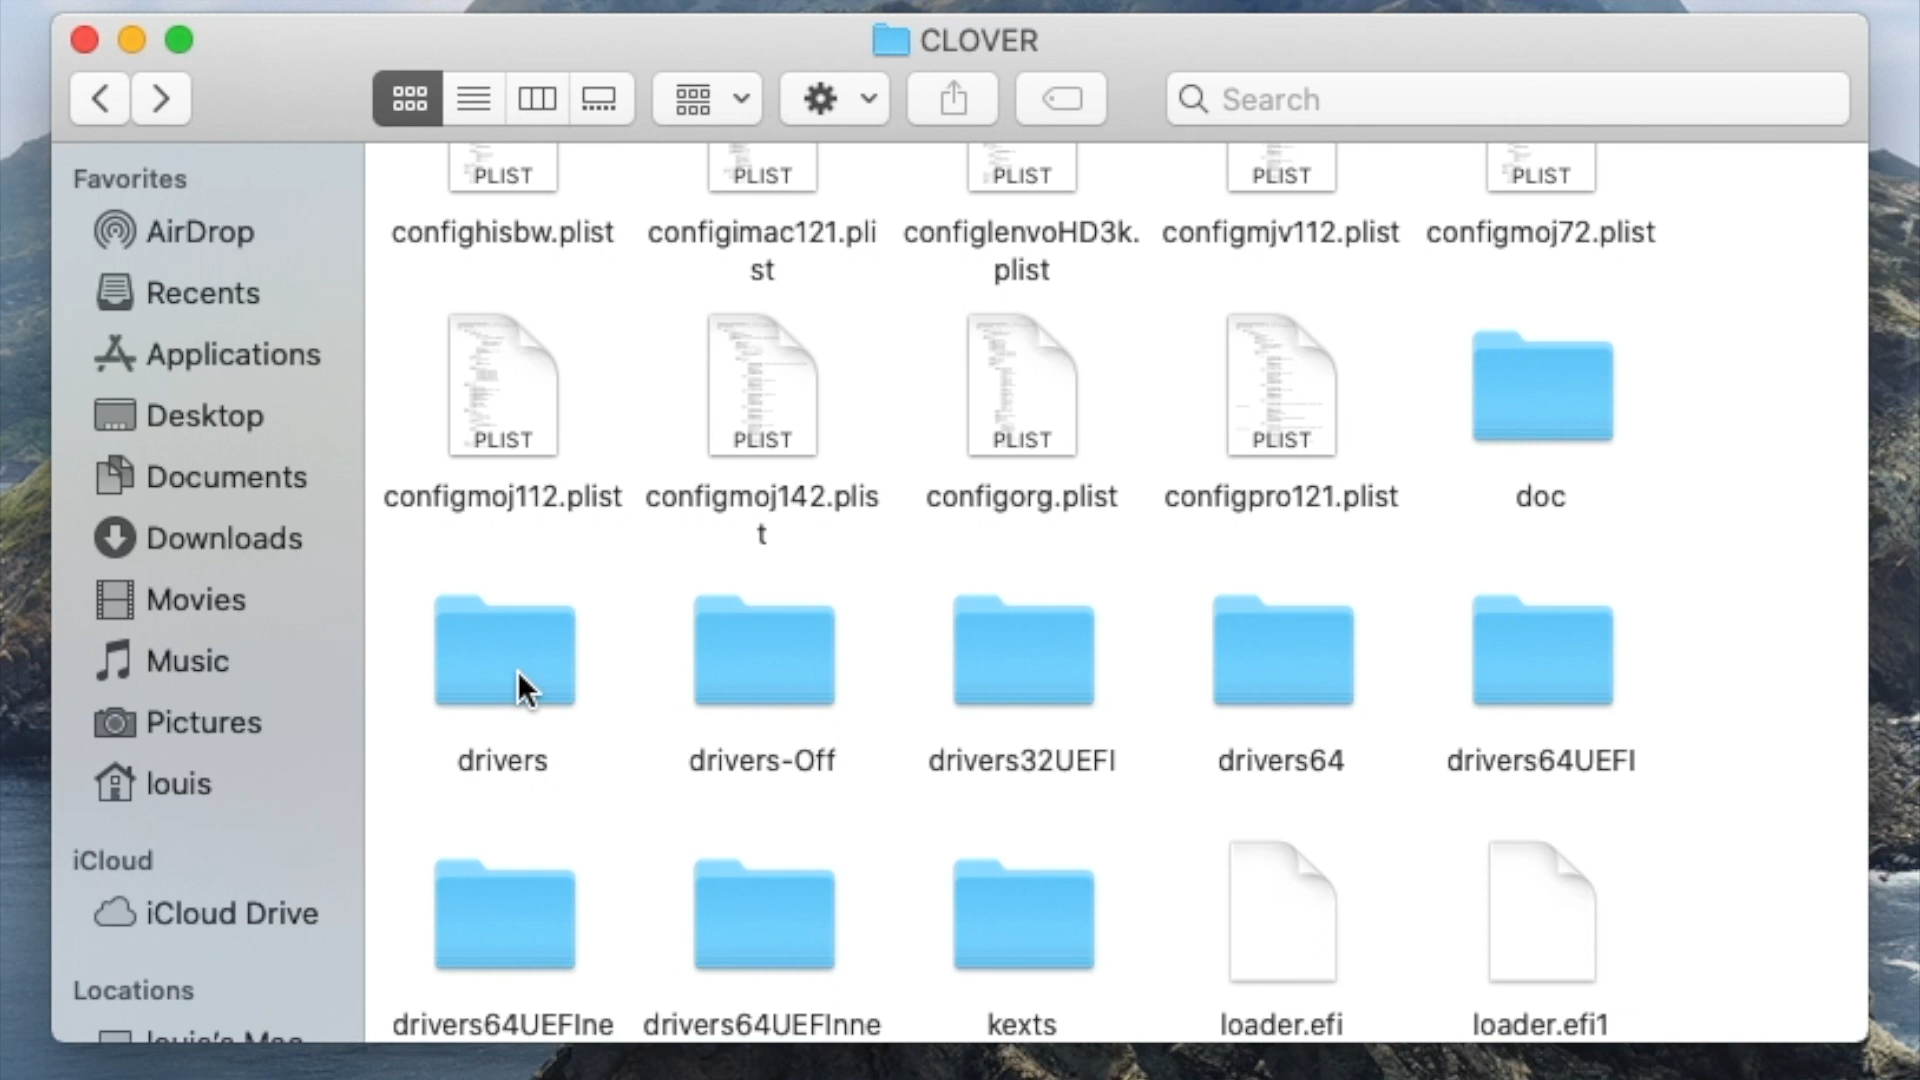 CLOVER
Search
Favorites
AirDrop
Recents
Applications
Desktop
Documents
Downloads
Movies
Music
Pictures
louis
iCloud
iCloud Drive
Locations
louis's Mac
PLIST PLIST PLIST PLIST PLIST
confighisbw.plist configimac121.pli configlenvoHD3k. configmjv112.plist configmoj72.plist
st plist
PLIST PLIST PLIST PLIST
configmoj112.plist configmoj142.plis configorg.plist configpro121.plist doc
t
drivers drivers-Off drivers32UEFI drivers64 drivers64UEFI
drivers64UEFIne drivers64UEFInne kexts loader.efi loader.efi1